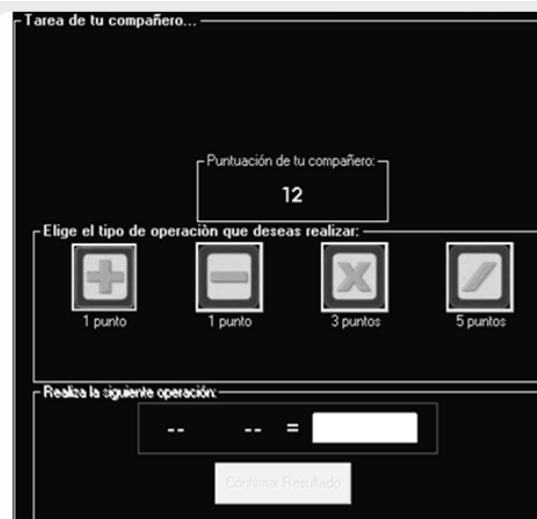 Tarea de tu compañero...
Puntuación de tu compañero:
12
Elige el tipo de operaciòn que deseas realizar:
1 punto 1 punto 3 puntos 5 puntos
Realiza la siguiente operación:
-- -- =
Confirmar Resultado